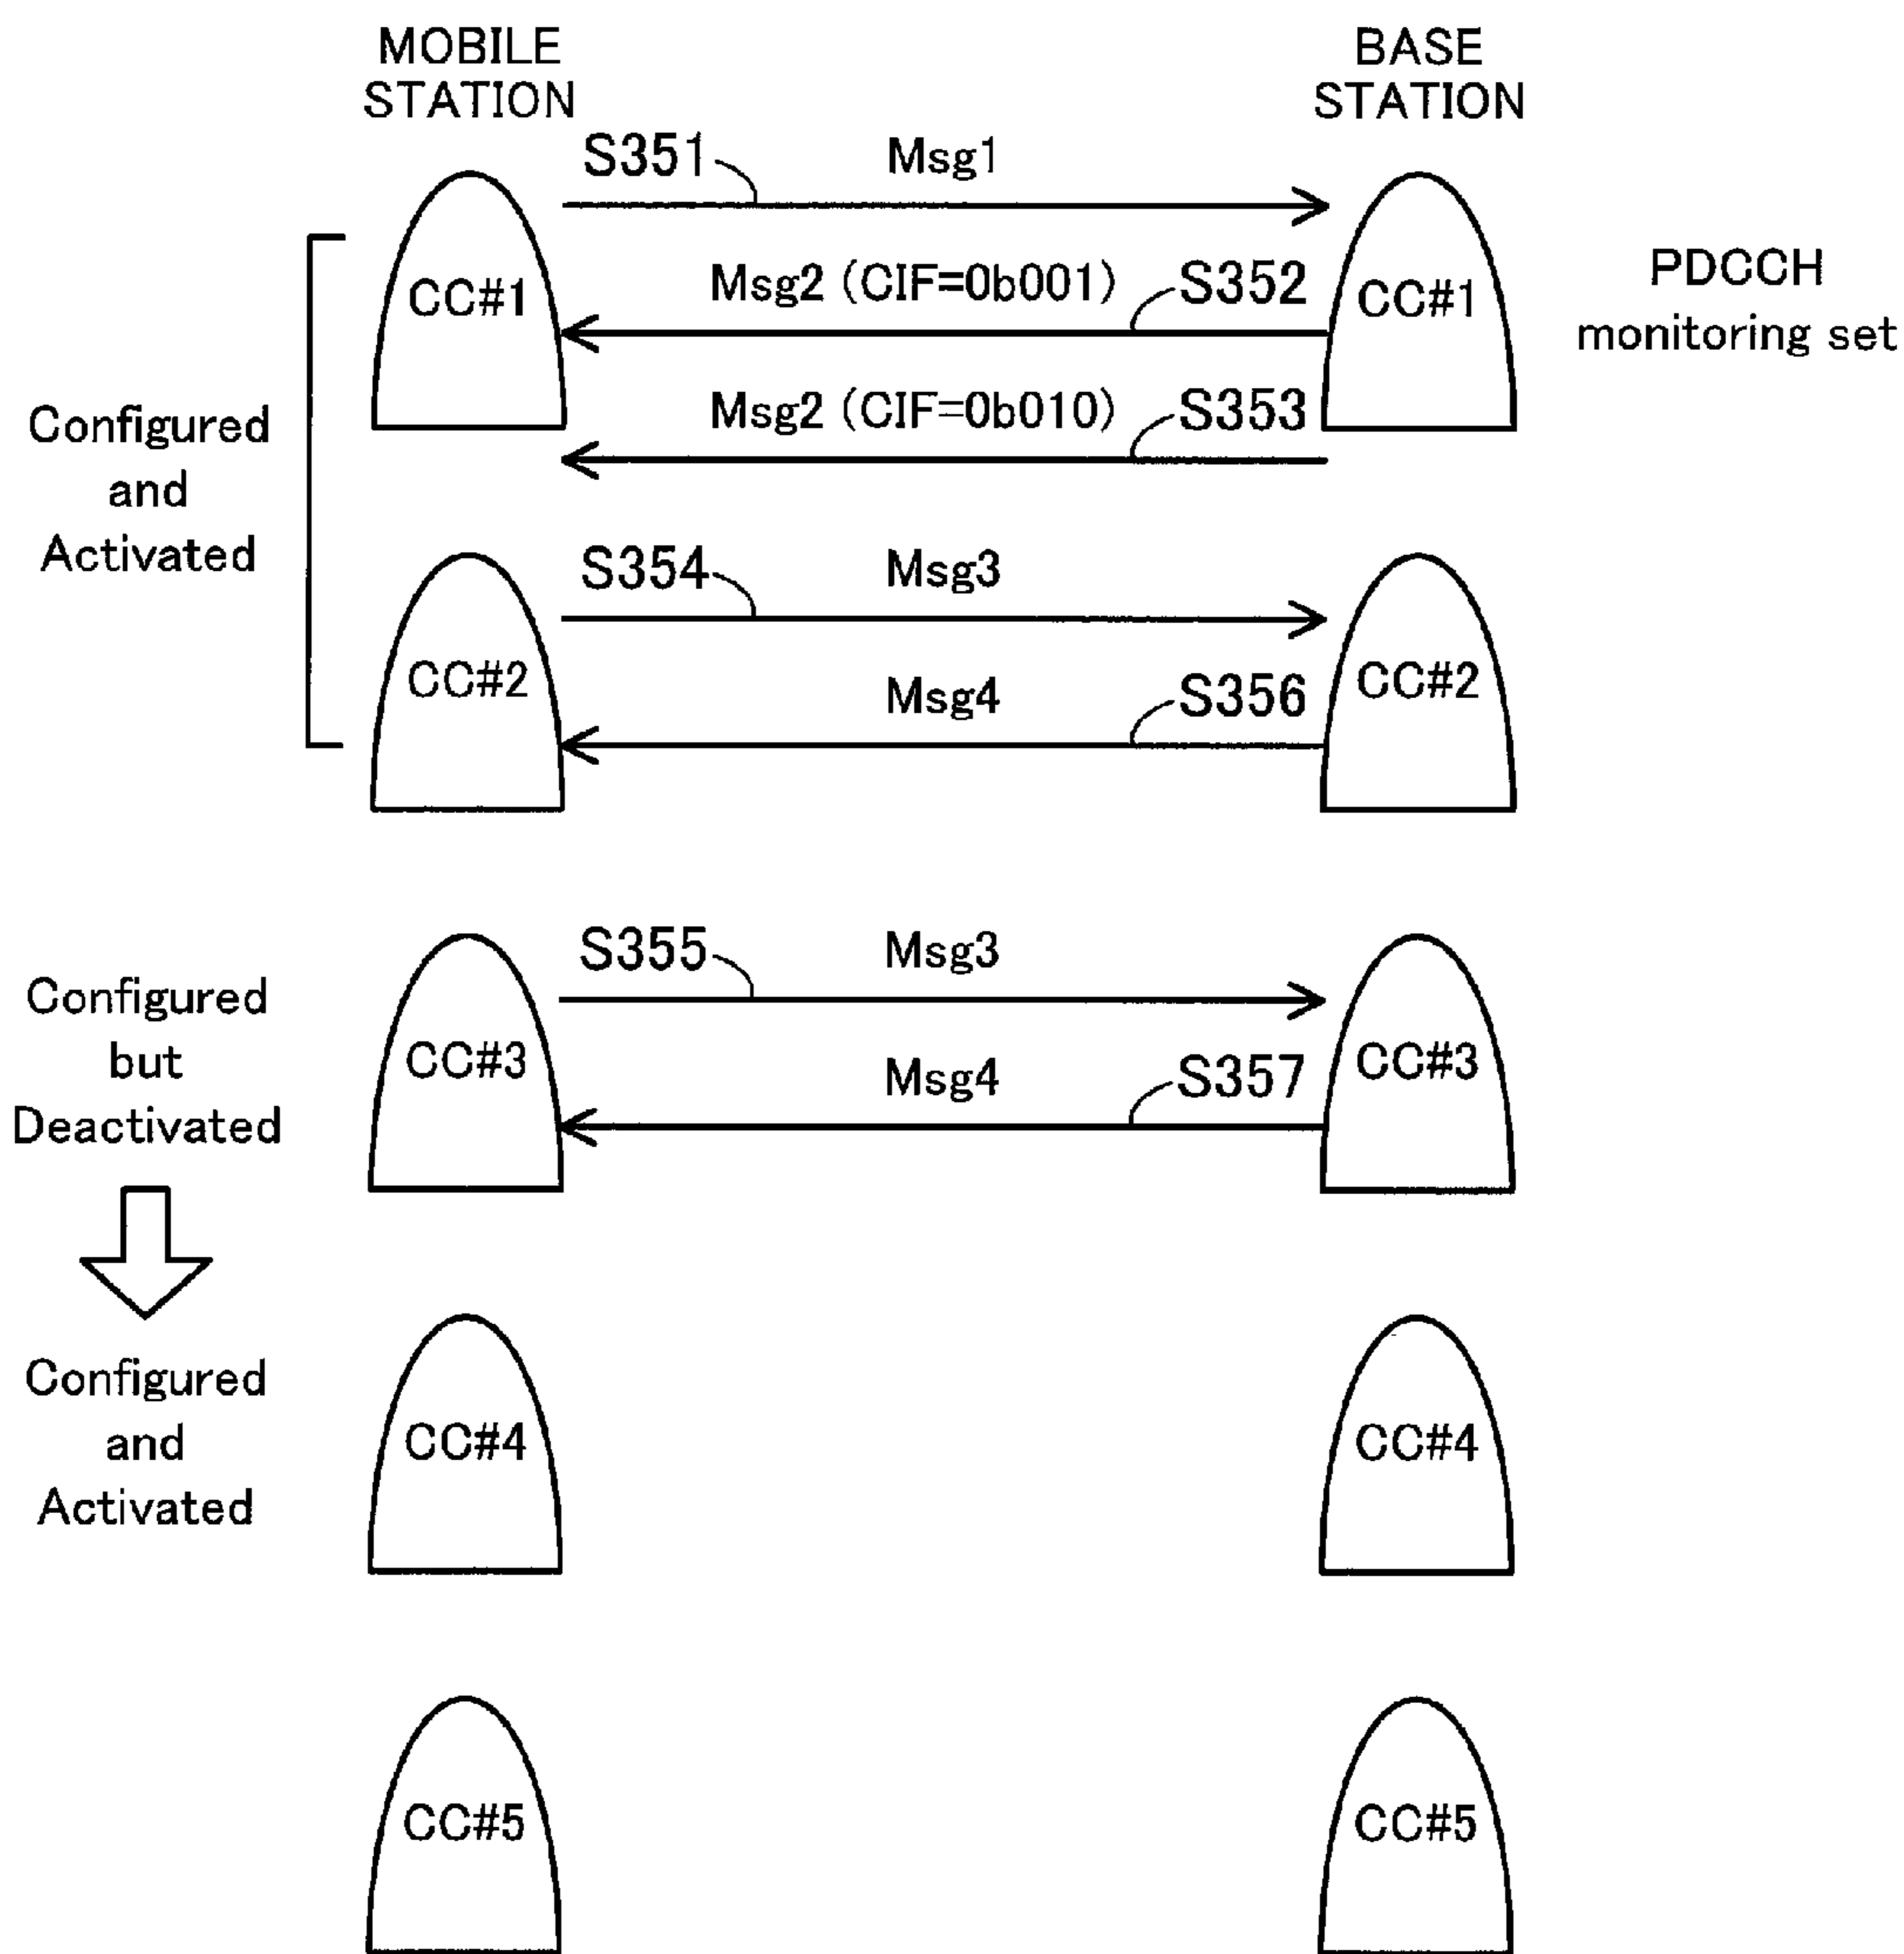 MOBILE
STATION
BASE
STATION
S351
Msg1
CC#1
Msg2 (CIF=0b001)
S352
CC#1
PDCCH
monitoring set
Msg2 (CIF=0b010)
S353
Configured
and
Activated
S354
Msg3
CC#2
Msg4
S356
CC#2
S355
Msg3
Configured
but
Deactivated
CC#3
Msg4
S357
CC#3
Configured
and
Activated
CC#4
CC#4
CC#5
CC#5